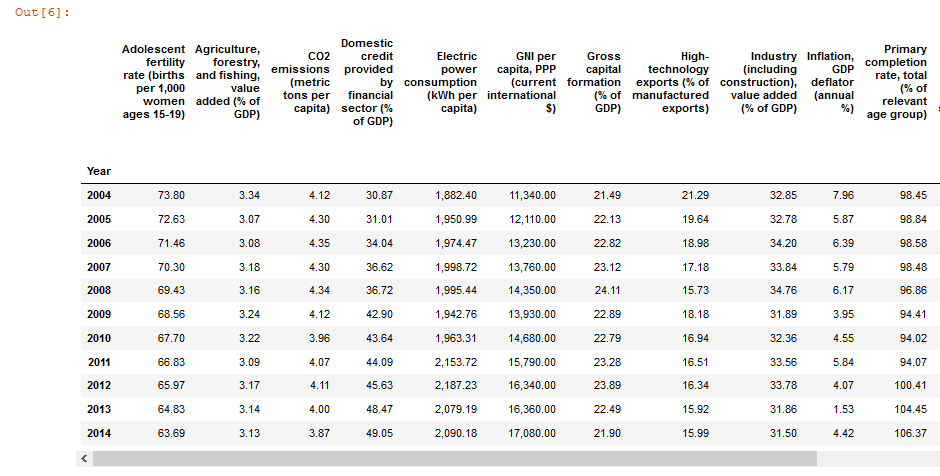 Out[6]:
Adolescent fertility rate (births per 1,000 women ages 15-19) Agriculture, forestry, and fishing, value added (% of GDP) CO2 emissions (metric tons per capita) Domestic credit provided by financial sector (% of GDP) Electric power consumption (kWh per capita) GNI per capita, PPP (current international $) Gross capital formation (% of GDP) High-technology exports (% of manufactured exports) Industry (including construction), value added (% of GDP) Inflation, GDP deflator (annual %) Primary completion rate, total (% of relevant age group)
Year
2004 73.80 3.34 4.12 30.87 1,882.40 11,340.00 21.49 21.29 32.85 7.96 98.45
2005 72.63 3.07 4.30 31.01 1,950.99 12,110.00 22.13 19.64 32.78 5.87 98.84
2006 71.46 3.08 4.35 34.04 1,974.47 13,230.00 22.82 18.98 34.20 6.39 98.58
2007 70.30 3.18 4.30 36.62 1,998.72 13,760.00 23.12 17.18 33.84 5.79 98.48
2008 69.43 3.16 4.34 36.72 1,995.44 14,350.00 24.11 15.73 34.76 6.17 96.86
2009 68.56 3.24 4.12 42.90 1,942.76 13,930.00 22.89 18.18 31.89 3.95 94.41
2010 67.70 3.22 3.96 43.64 1,963.31 14,680.00 22.79 16.94 32.36 4.55 94.02
2011 66.83 3.09 4.07 44.09 2,153.72 15,790.00 23.28 16.51 33.56 5.84 94.07
2012 65.97 3.17 4.11 45.63 2,187.23 16,340.00 23.89 16.34 33.78 4.07 100.41
2013 64.83 3.14 4.00 48.47 2,079.19 16,360.00 22.49 15.92 31.86 1.53 104.45
2014 63.69 3.13 3.87 49.05 2,090.18 17,080.00 21.90 15.99 31.50 4.42 106.37